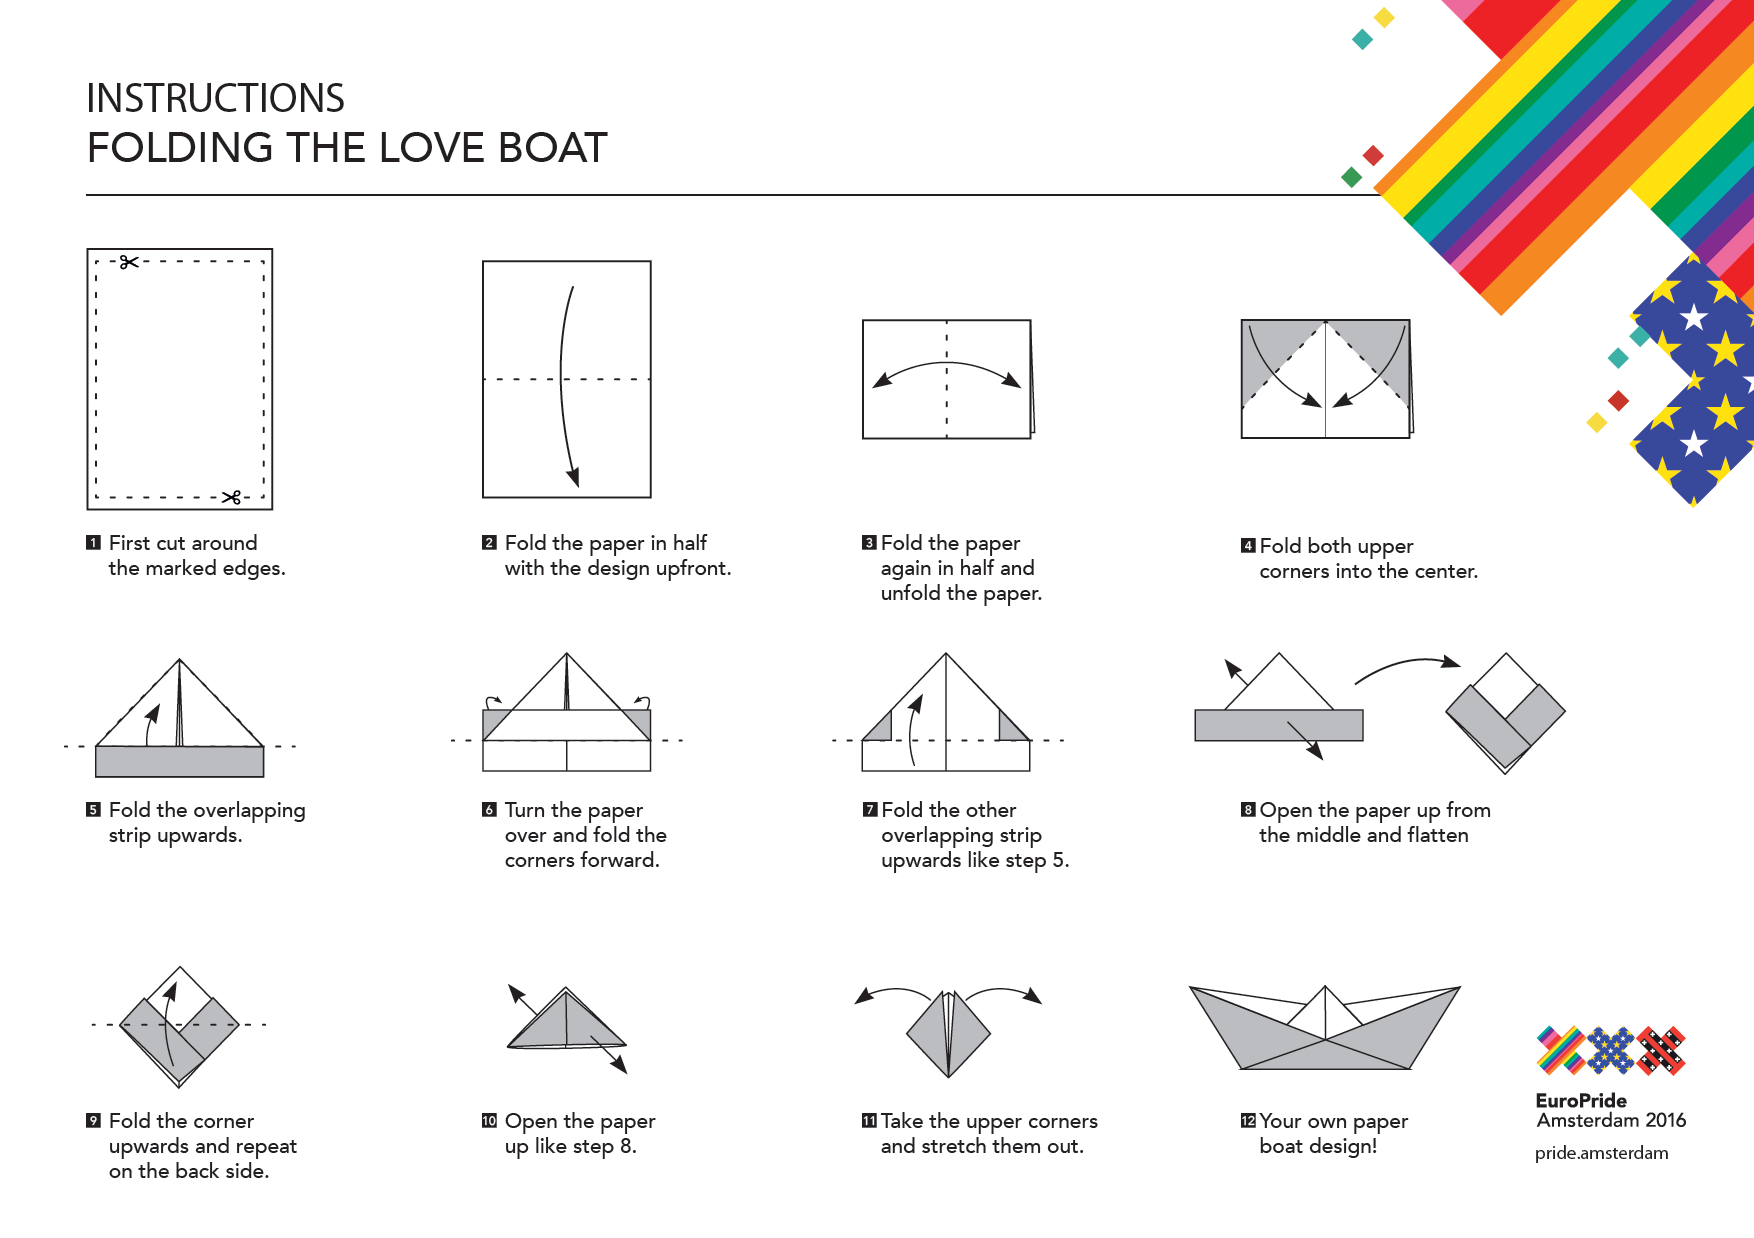 INSTRUCTIONS
FOLDING THE LOVE BOAT
1 First cut around
the marked edges.
2 Fold the paper in half
with the design upfront.
3 Fold the paper
again in half and
unfold the paper.
4 Fold both upper
corners into the center.
5 Fold the overlapping
strip upwards.
6 Turn the paper
over and fold the
corners forward.
7 Fold the other
overlapping strip
upwards like step 5.
8 Open the paper up from
the middle and flatten
9 Fold the corner
upwards and repeat
on the back side.
10 Open the paper
up like step 8.
11 Take the upper corners
and stretch them out.
12 Your own paper
boat design!
EuroPride
Amsterdam 2016
pride.amsterdam